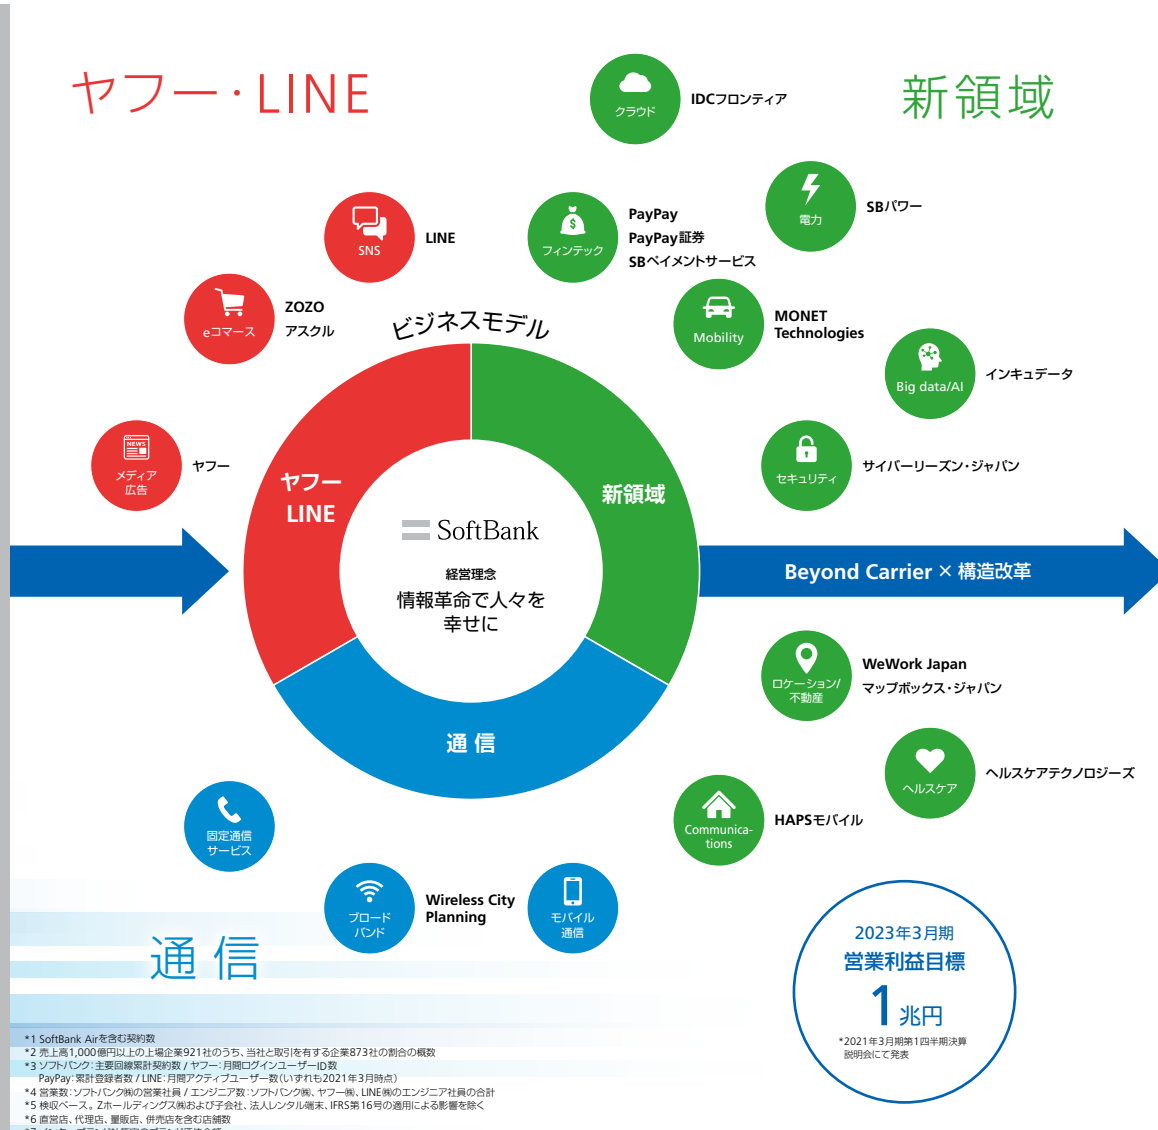 ヤフー・LINE
新領域
クラウド
IDCフロンティア
電力
SBパワー
SNS
LINE
フィンテック
PayPay
PayPay証券
SBペイメントサービス
eコマース
ZOZO
アスクル
Mobility
MONET
Technologies
Big data/AI
インキュデータ
NEWS
メディア
広告
ヤフー
セキュリティ
サイバーリーズン・ジャパン
ビジネスモデル
ヤフー
LINE
新領域
通信
SoftBank
経営理念
情報革命で人々を
幸せに
Beyond Carrier × 構造改革
ロケーション/
不動産
WeWork Japan
マップボックス・ジャパン
ヘルスケア
ヘルスケアテクノロジーズ
Communica-
tions
HAPSモバイル
固定通信
サービス
ブロード
バンド
Wireless City
Planning
モバイル
通信
通信
2023年3月期
営業利益目標
1兆円
*2021年3月期第1四半期決算
説明会にて発表
*1 SoftBank Airを含む契約数
*2 売上高1,000億円以上の上場企業921社のうち、当社と取引を有する企業873社の割合の概数
*3 ソフトバンク：主要回線累計契約数 / ヤフー：月間ログインユーザーID数
PayPay：累計登録者数 / LINE：月間アクティブユーザー数（いずれも2021年3月時点）
*4 営業数：ソフトバンク㈱の営業社員 / エンジニア数：ソフトバンク㈱、ヤフー㈱、LINE㈱のエンジニア社員の合計
*5 検収ベース。Zホールディングス㈱および子会社、法人レンタル端末、IFRS第16号の適用による影響を除く
*6 直営店、代理店、量販店、併売店を含む店舗数